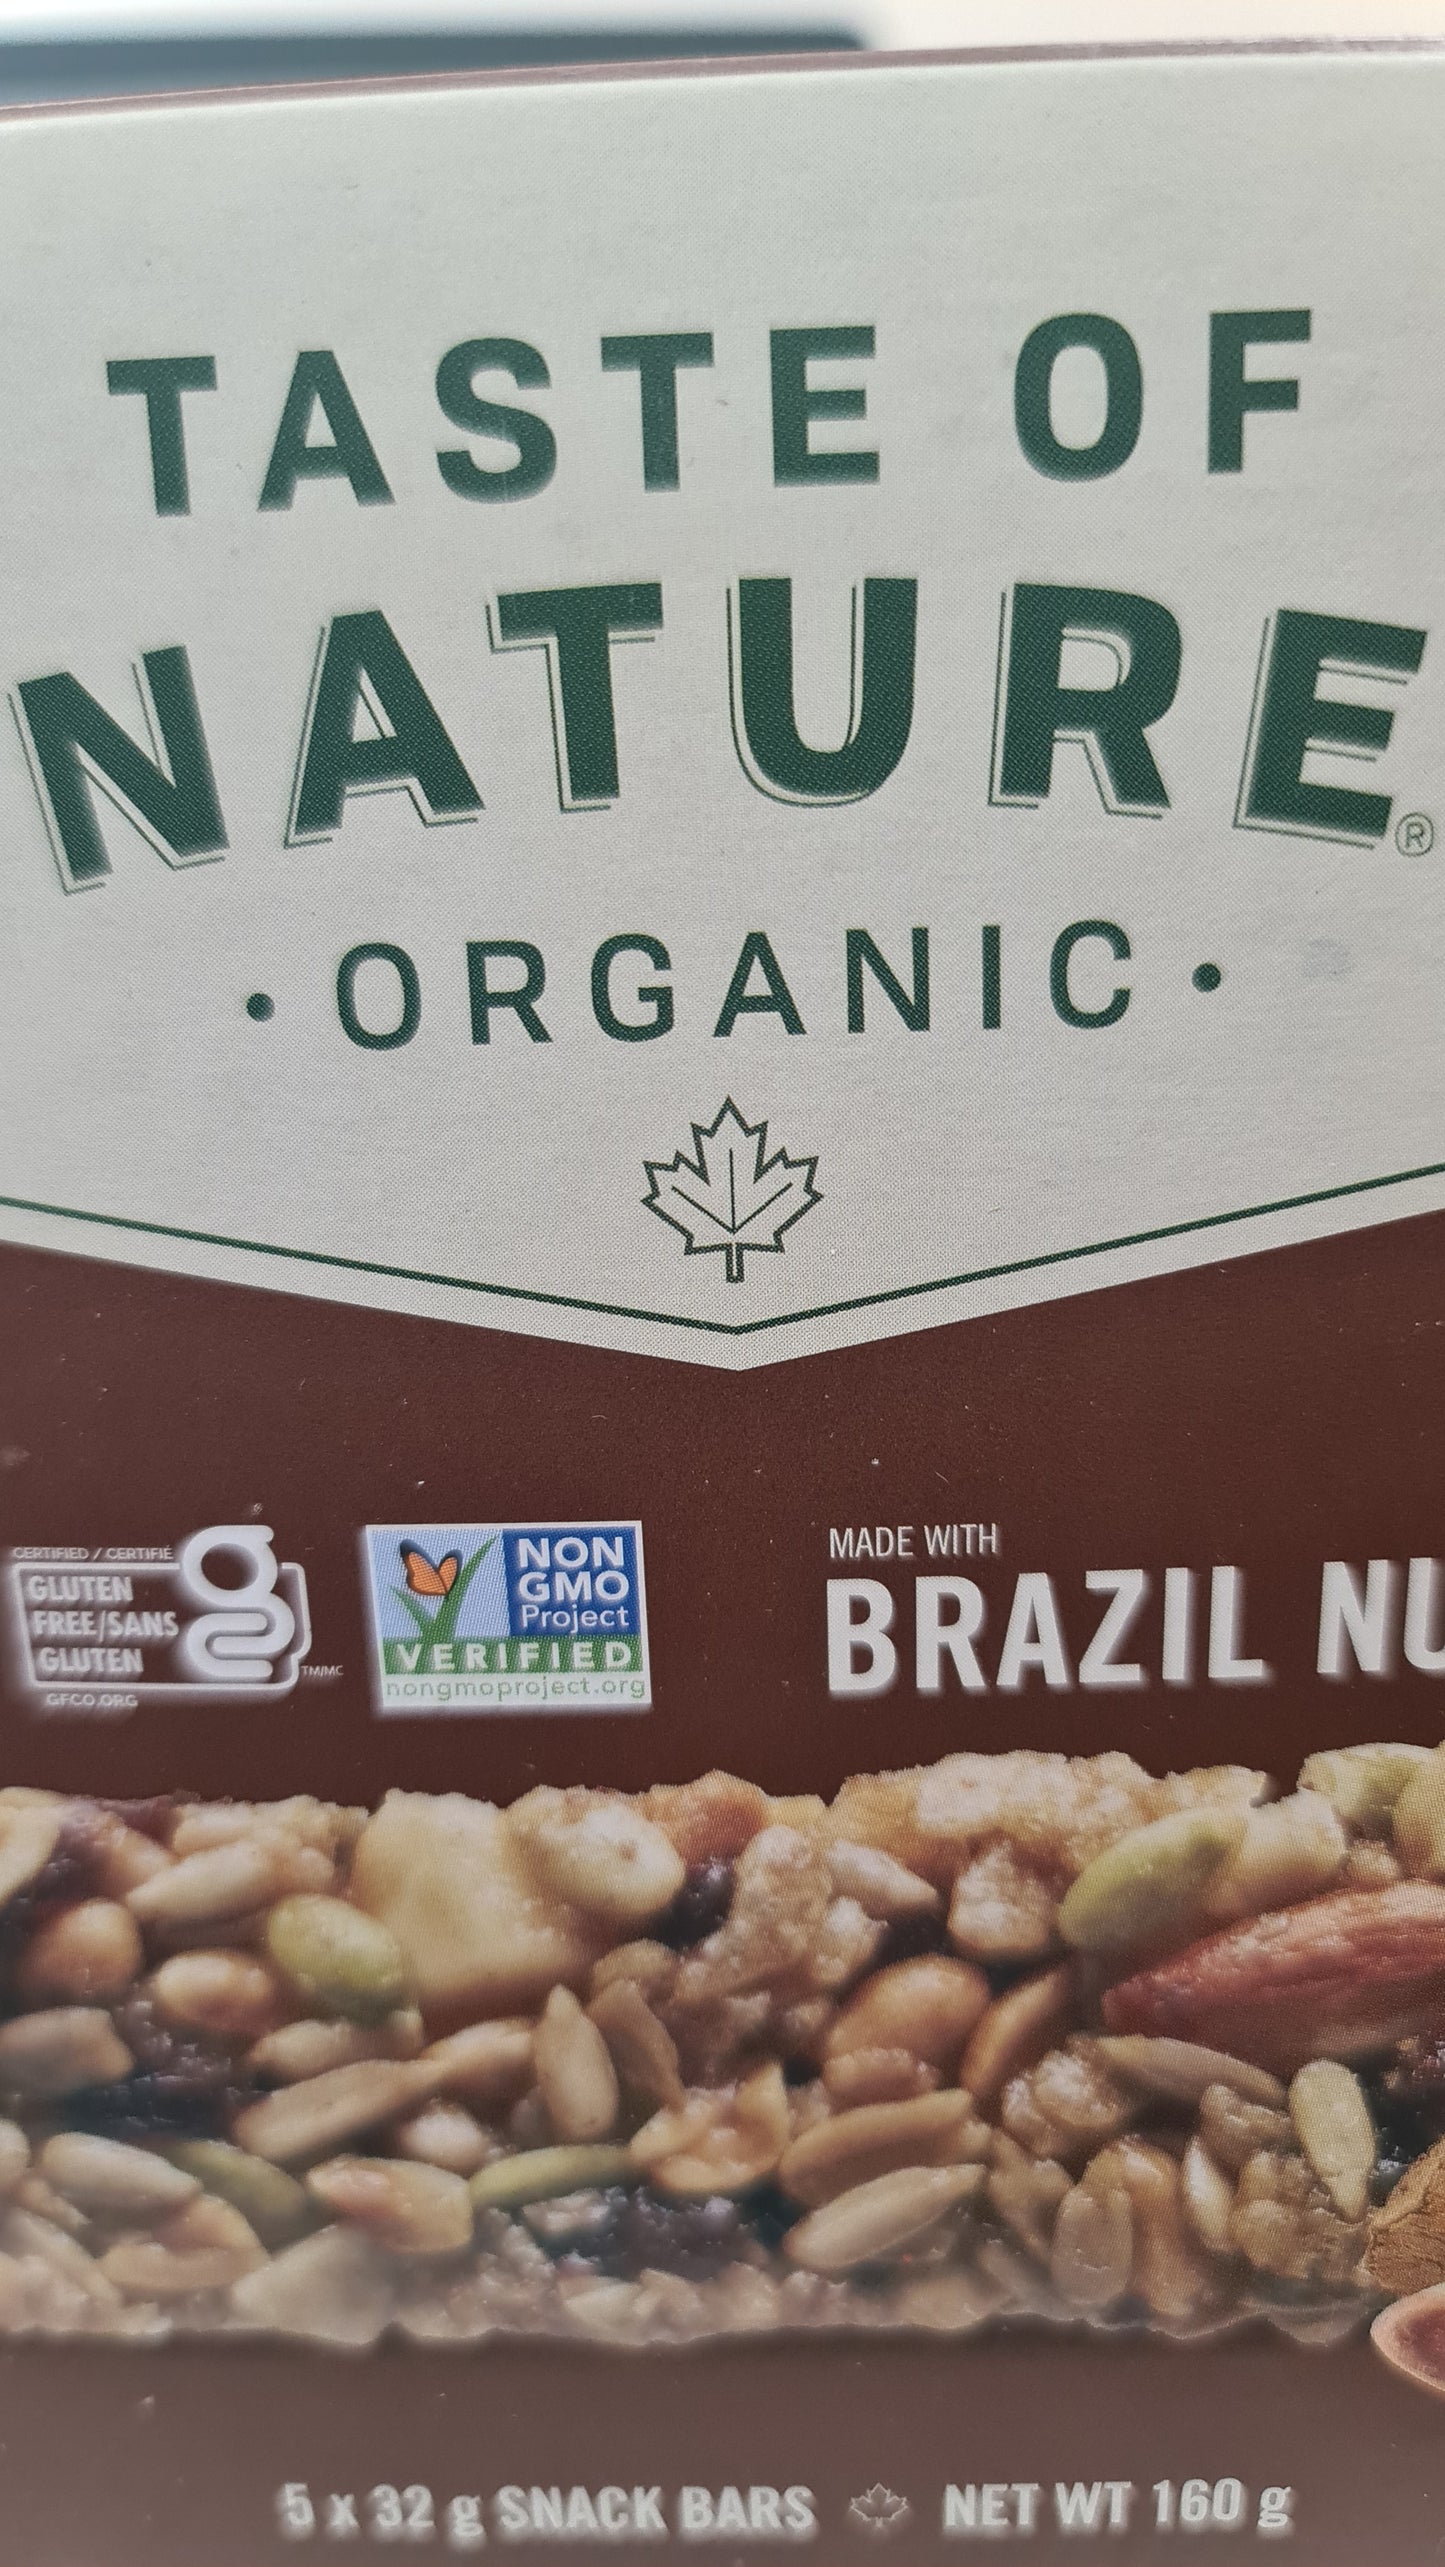 TASTE OF
NATURE®
• ORGANIC •
CERTIFIED / CERTIFIÉ
GLUTEN
FREE/SANS
GLUTEN
TM/MC
GFCO.ORG
NON
GMO
Project
VERIFIED
nongmoproject.org
MADE WITH
BRAZIL NU
5 x 32 g SNACK BARS NET WT 160 g